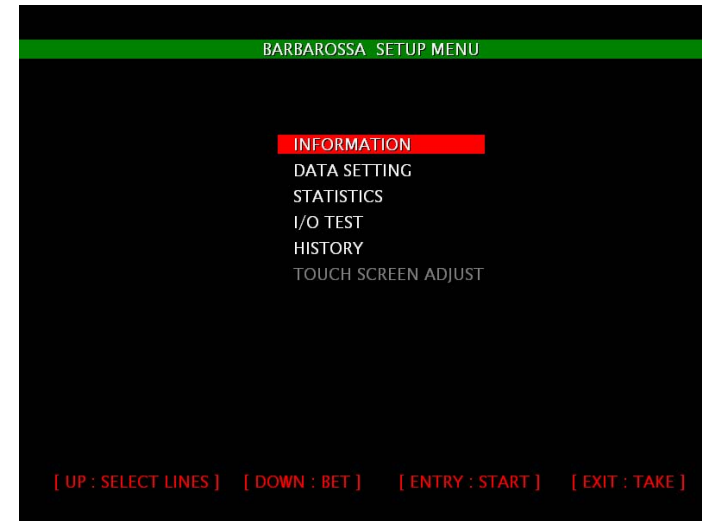 BARBAROSSA SETUP MENU
INFORMATION
DATA SETTING
STATISTICS
I/O TEST
HISTORY
TOUCH SCREEN ADJUST
[ UP : SELECT LINES ] [ DOWN : BET ] [ ENTRY : START ] [ EXIT : TAKE ]